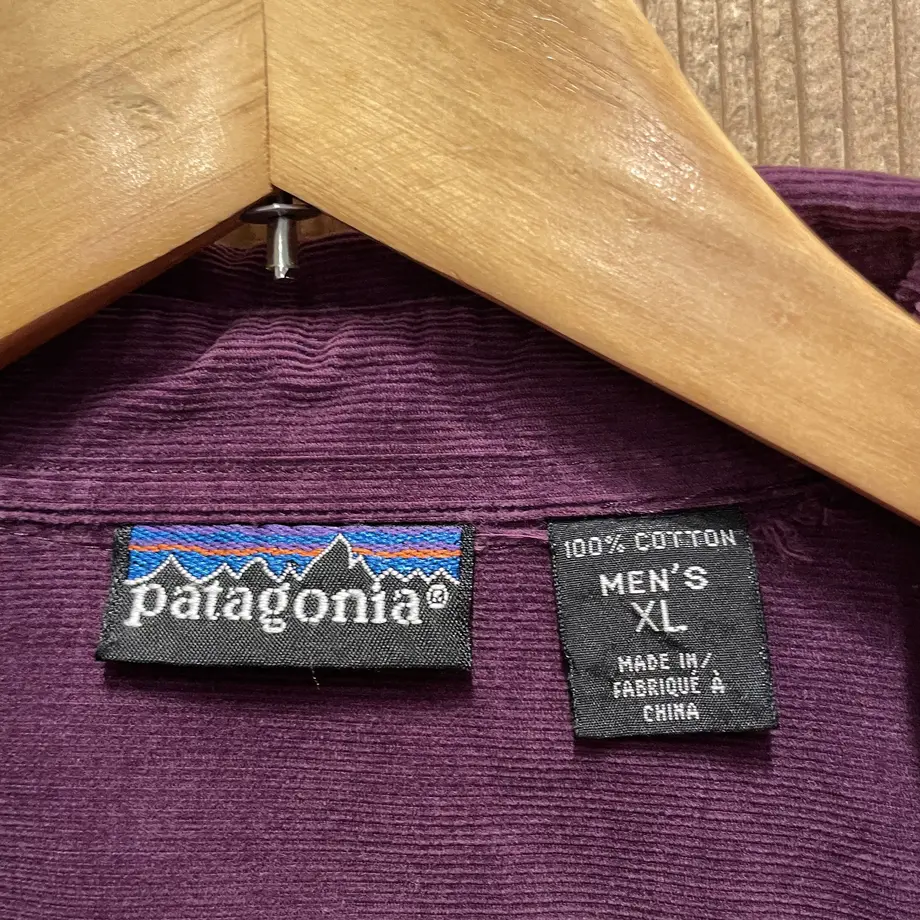 patagonia®
100% COTTON
MEN'S
XL
MADE IN/
FABRIQUÉ À
CHINA